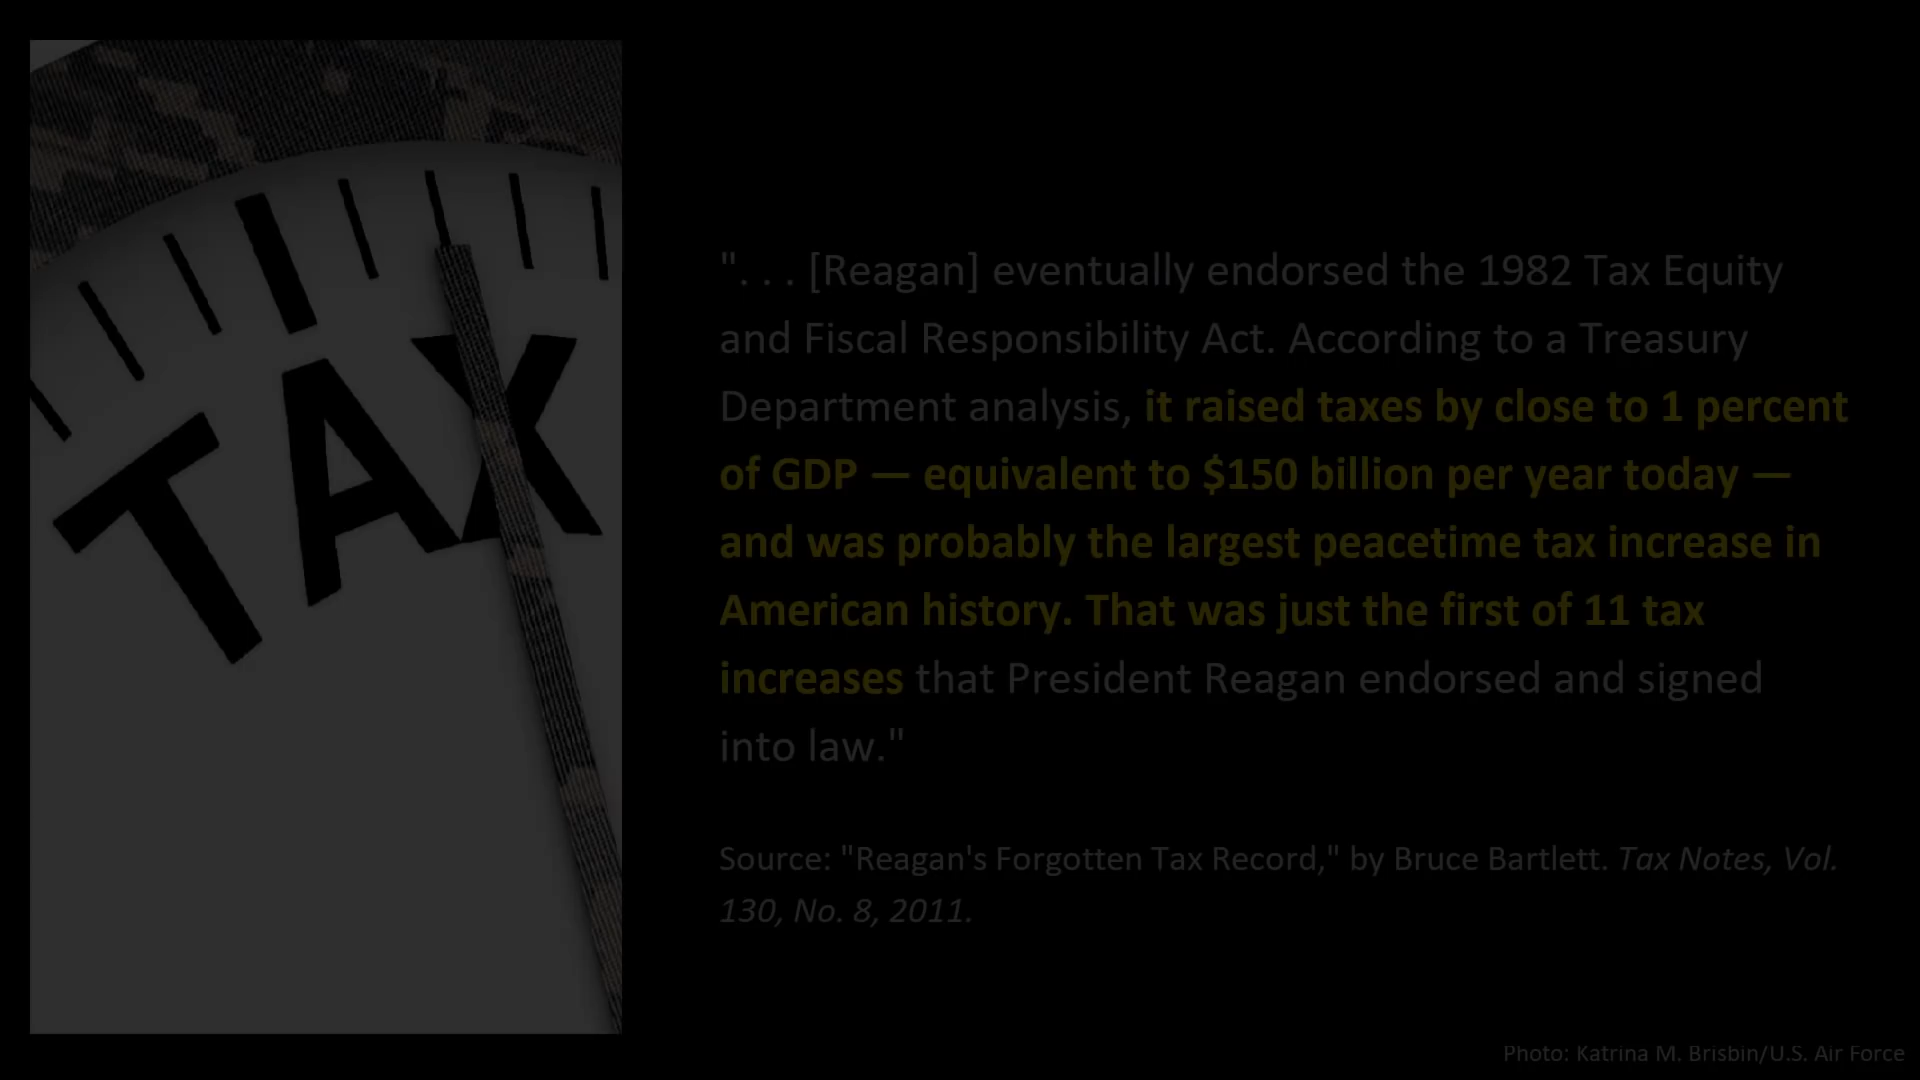 TAX
". . . [Reagan] eventually endorsed the 1982 Tax Equity
and Fiscal Responsibility Act. According to a Treasury
Department analysis, it raised taxes by close to 1 percent
of GDP — equivalent to $150 billion per year today —
and was probably the largest peacetime tax increase in
American history. That was just the first of 11 tax
increases that President Reagan endorsed and signed
into law."
Source: "Reagan's Forgotten Tax Record," by Bruce Bartlett. Tax Notes, Vol.
130, No. 8, 2011.
Photo: Katrina M. Brisbin/U.S. Air Force